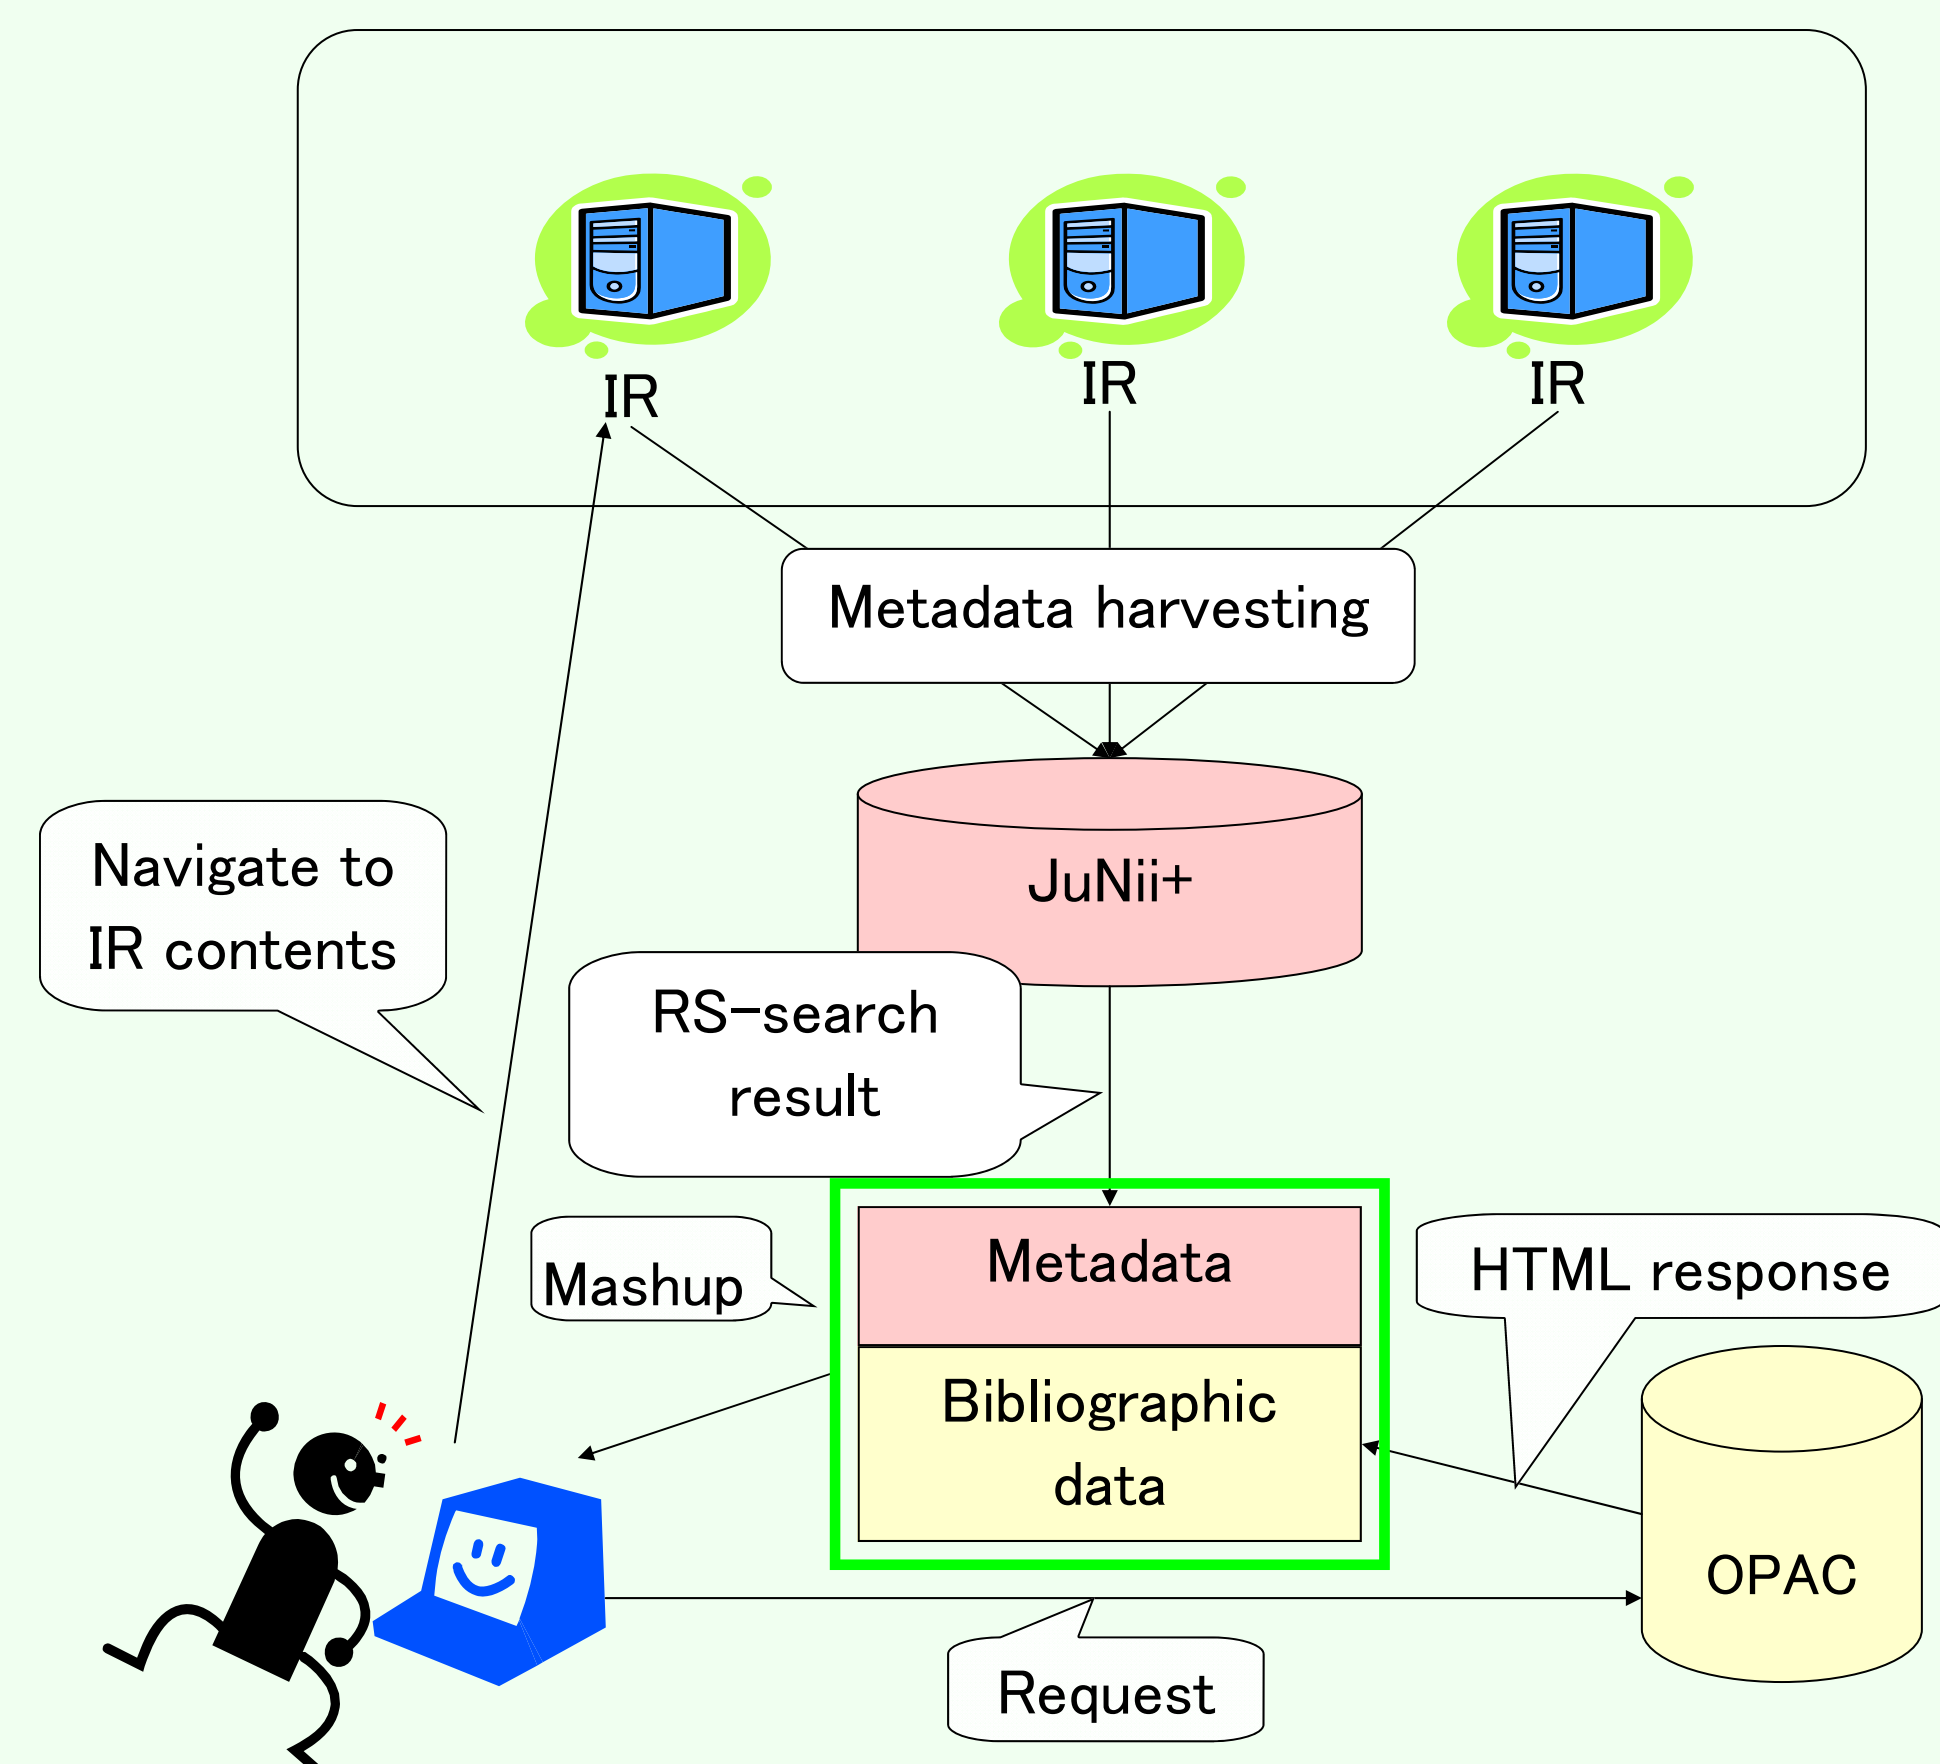 IR
IR
IR
Metadata harvesting
JuNii+
Navigate to
IR contents
RS-search
result
Mashup
Metadata
Bibliographic
data
HTML response
OPAC
Request